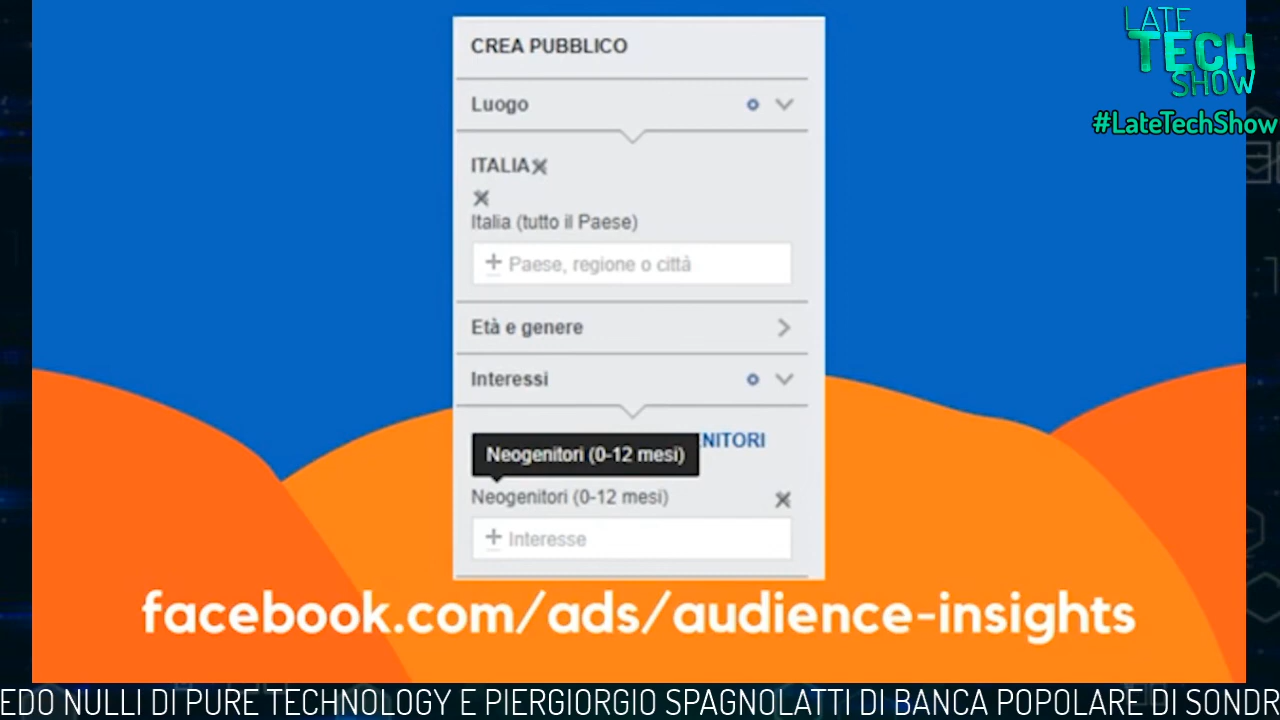 LATE
TECH
SHOW
#LateTechShow
CREA PUBBLICO
Luogo
ITALIA
Italia (tutto il Paese)
+ Paese, regione o città
Età e genere
Interessi
NITORI
Neogenitori (0-12 mesi)
Neogenitori (0-12 mesi)
+ Interesse
facebook.com/ads/audience-insights
EDO NULLI DI PURE TECHNOLOGY E PIERGIORGIO SPAGNOLATTI DI BANCA POPOLARE DI SONDR